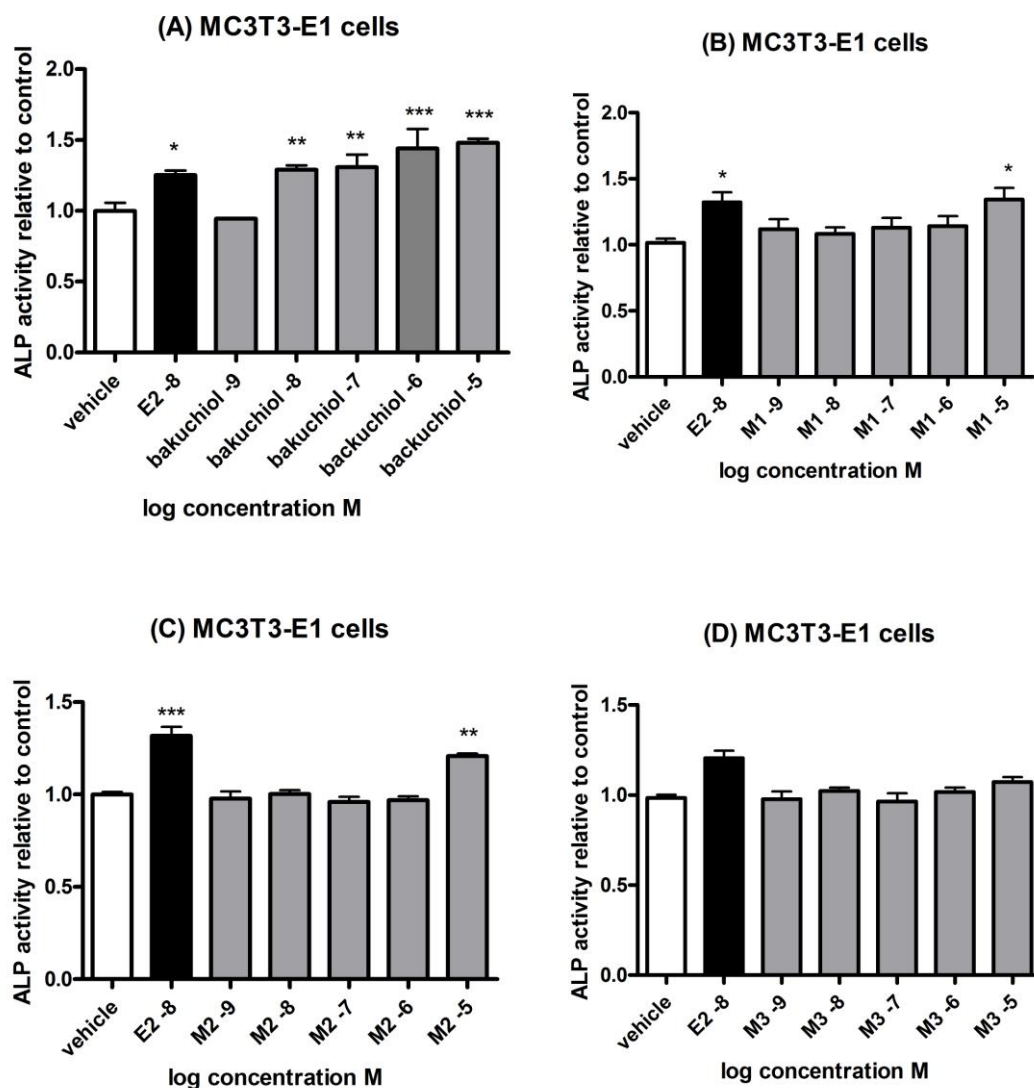 (A) MC3T3-E1 cells
ALP activity relative to control
2.0
1.5
1.0
0.5
0.0
*
**
**
***
***
vehicle
E2 -8
bakuchiol -9
bakuchiol -8
bakuchiol -7
backuchiol -6
backuchiol -5
log concentration M
(B) MC3T3-E1 cells
ALP activity relative to control
2.0
1.5
1.0
0.5
0.0
*
*
vehicle
E2 -8
M1 -9
M1 -8
M1 -7
M1 -6
M1 -5
log concentration M
(C) MC3T3-E1 cells
ALP activity relative to control
1.5
1.0
0.5
0.0
***
**
vehicle
E2 -8
M2 -9
M2 -8
M2 -7
M2 -6
M2 -5
log concentration M
(D) MC3T3-E1 cells
ALP activity relative to control
1.5
1.0
0.5
0.0
vehicle
E2 -8
M3 -9
M3 -8
M3 -7
M3 -6
M3 -5
log concentration M